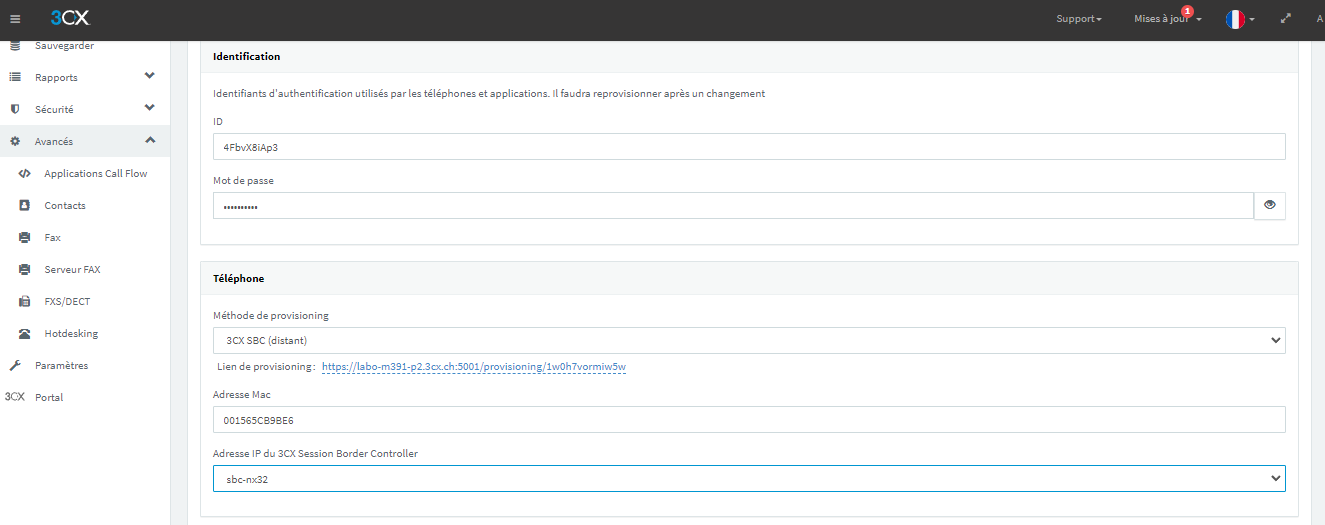 3CX
Support
Mises à jour
1
A
Sauvegarder
Rapports
Sécurité
Avancés
Applications Call Flow
Contacts
Fax
Serveur FAX
FXS/DECT
Hotdesking
Paramètres
3CX Portal
Identification
Identifiants d'authentification utilisés par les téléphones et applications. Il faudra reprovisionner après un changement
ID
4FbvX8iAp3
Mot de passe
••••••••••
Téléphone
Méthode de provisioning
3CX SBC (distant)
Lien de provisioning: https://labo-m391-p2.3cx.ch:5001/provisioning/1w0h7vormiw5w
Adresse Mac
001565CB9BE6
Adresse IP du 3CX Session Border Controller
sbc-nx32